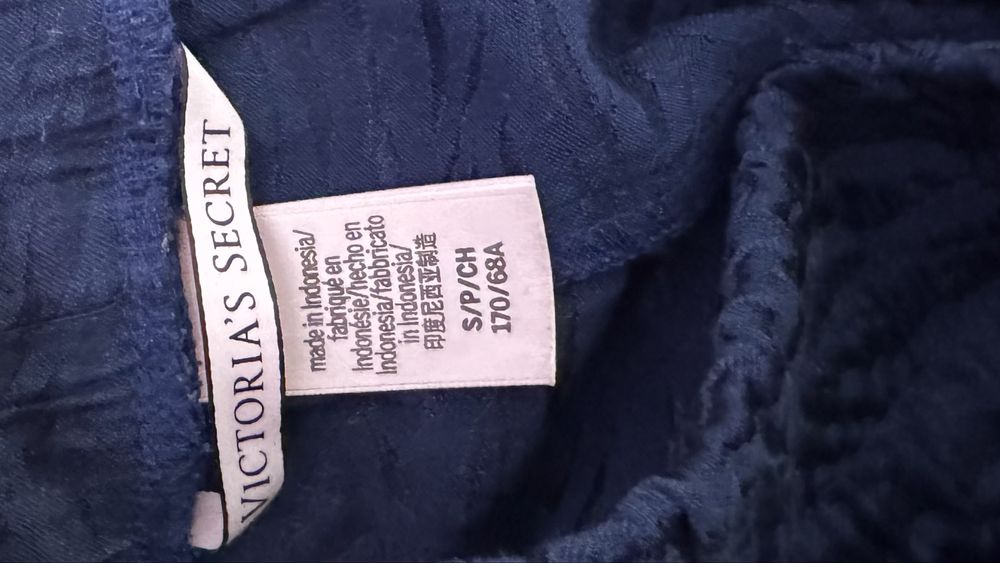 VICTORIA'S SECRET
made in Indonesia/
fabriqué en
Indonésie/hecho en
Indonesia/fabbricato
in Indonesia/
印度尼西亚制造
S/P/CH
170/68A